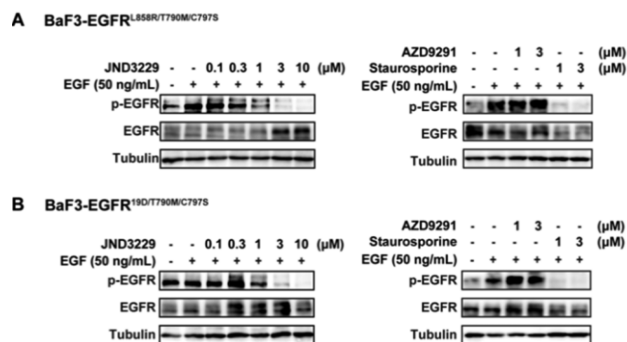 A BaF3-EGFR^L858R/T790M/C797S
JND3229 - - 0.1 0.3 1 3 10 (μM)
EGF (50 ng/mL) - + + + + + +
p-EGFR
EGFR
Tubulin
AZD9291 - - 1 3 - - (μM)
Staurosporine - - - - 1 3 (μM)
EGF (50 ng/mL) - + + + + +
p-EGFR
EGFR
Tubulin
B BaF3-EGFR^19D/T790M/C797S
JND3229 - - 0.1 0.3 1 3 10 (μM)
EGF (50 ng/mL) - + + + + + +
p-EGFR
EGFR
Tubulin
AZD9291 - - 1 3 - - (μM)
Staurosporine - - - - 1 3 (μM)
EGF (50 ng/mL) - + + + + +
p-EGFR
EGFR
Tubulin